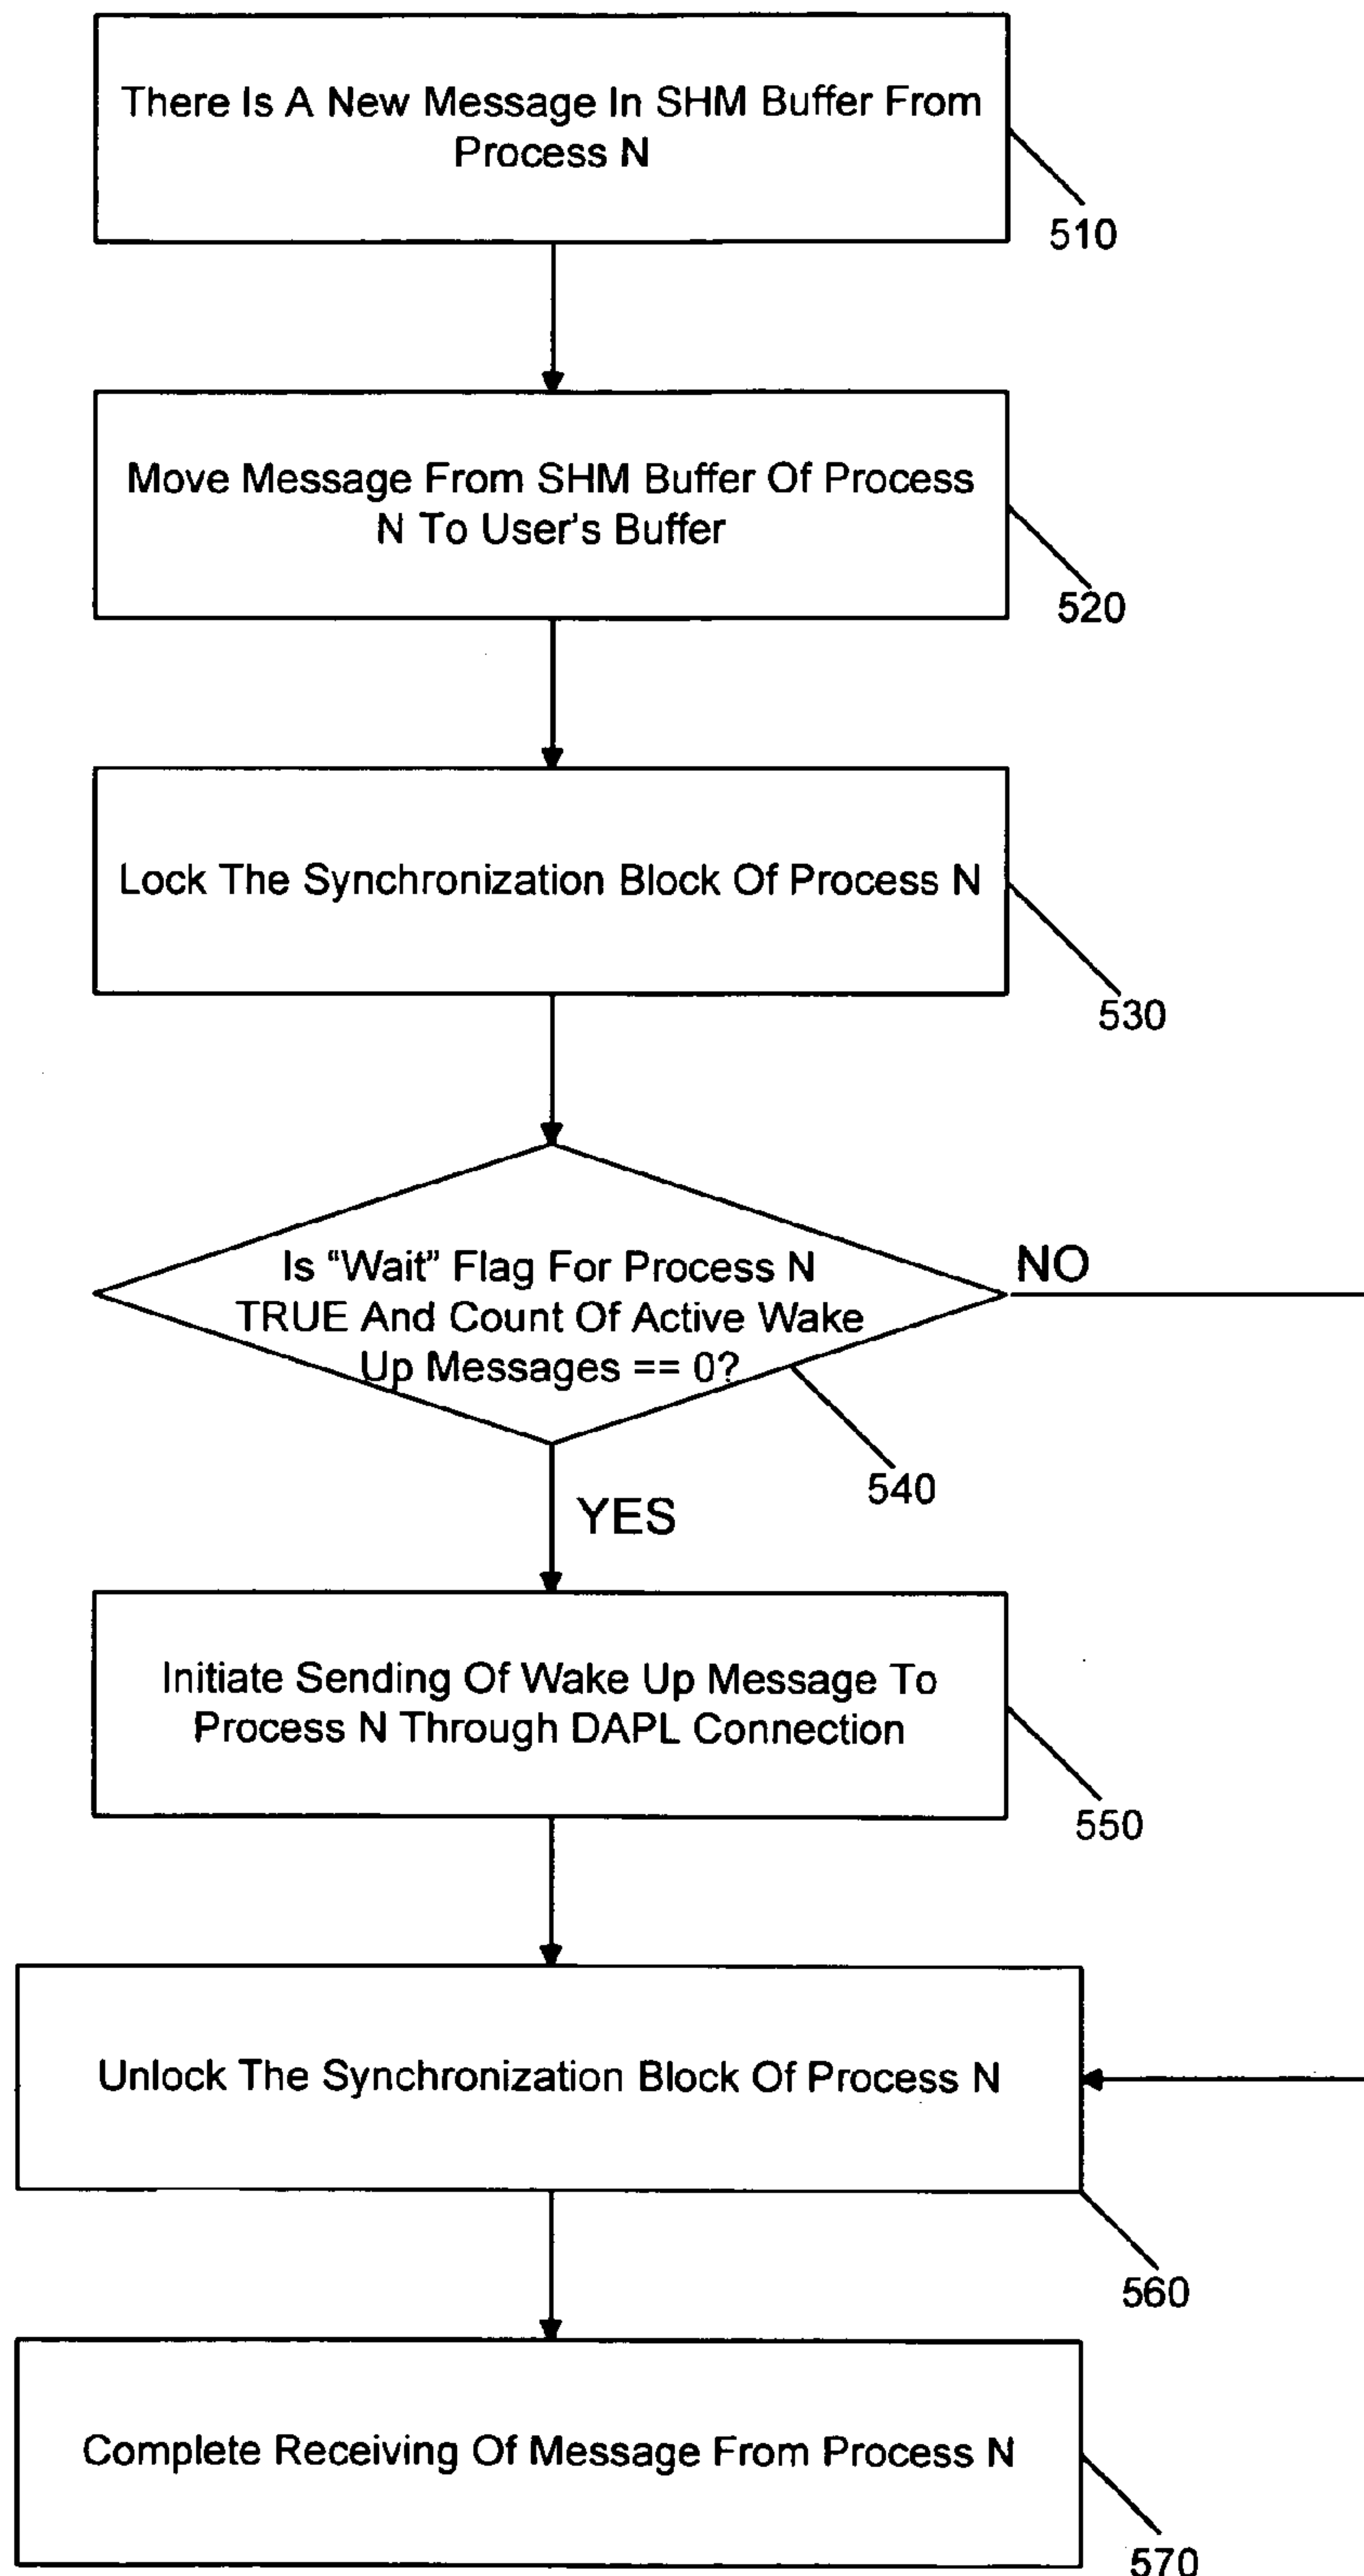 There Is A New Message In SHM Buffer From
Process N
510
Move Message From SHM Buffer Of Process
N To User's Buffer
520
Lock The Synchronization Block Of Process N
530
Is “Wait” Flag For Process N
TRUE And Count Of Active Wake
Up Messages == 0?
NO
540
YES
Initiate Sending Of Wake Up Message To
Process N Through DAPL Connection
550
Unlock The Synchronization Block Of Process N
560
Complete Receiving Of Message From Process N
570